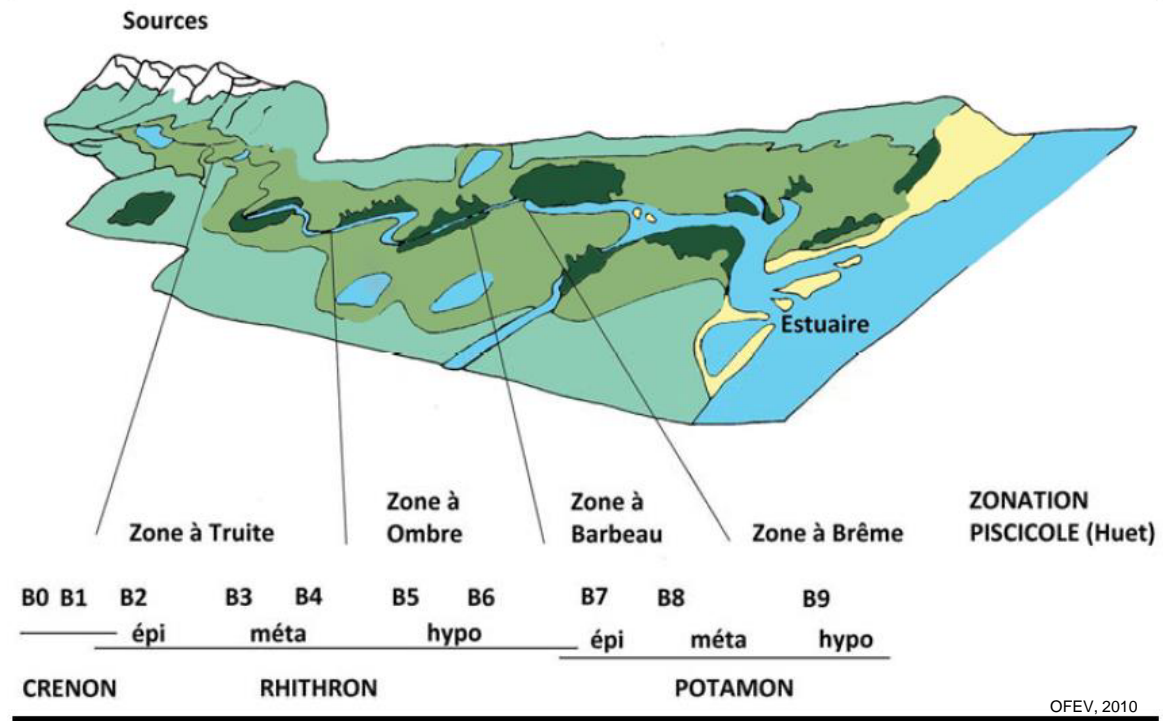 Sources
Estuaire
Zone à Truite
Zone à
Ombre
Zone à
Barbeau
Zone à Brême
ZONATION
PISCICOLE (Huet)
B0 B1 B2 B3 B4 B5 B6 B7 B8 B9
épi méta hypo épi méta hypo
CRENON RHITHRON POTAMON
OFEV, 2010